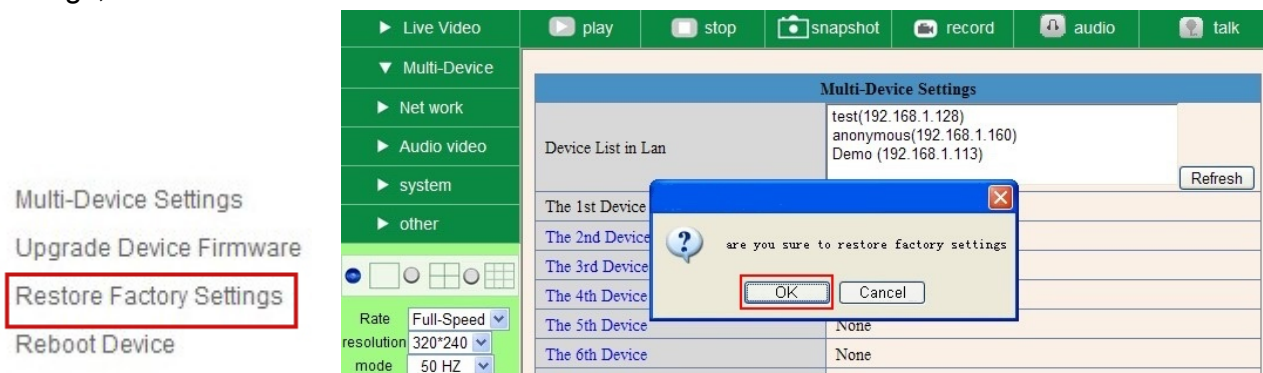 Multi-Device Settings
Upgrade Device Firmware
Restore Factory Settings
Reboot Device
Live Video
play
stop
snapshot
record
audio
talk
Multi-Device
Net work
Audio video
system
other
Rate Full-Speed
resolution 320*240
mode 50 HZ
Multi-Device Settings
Device List in Lan
test(192.168.1.128)
anonymous(192.168.1.160)
Demo (192.168.1.113)
Refresh
The 1st Device
The 2nd Device
The 3rd Device
The 4th Device
The 5th Device None
The 6th Device None
are you sure to restore factory settings
OK Cancel